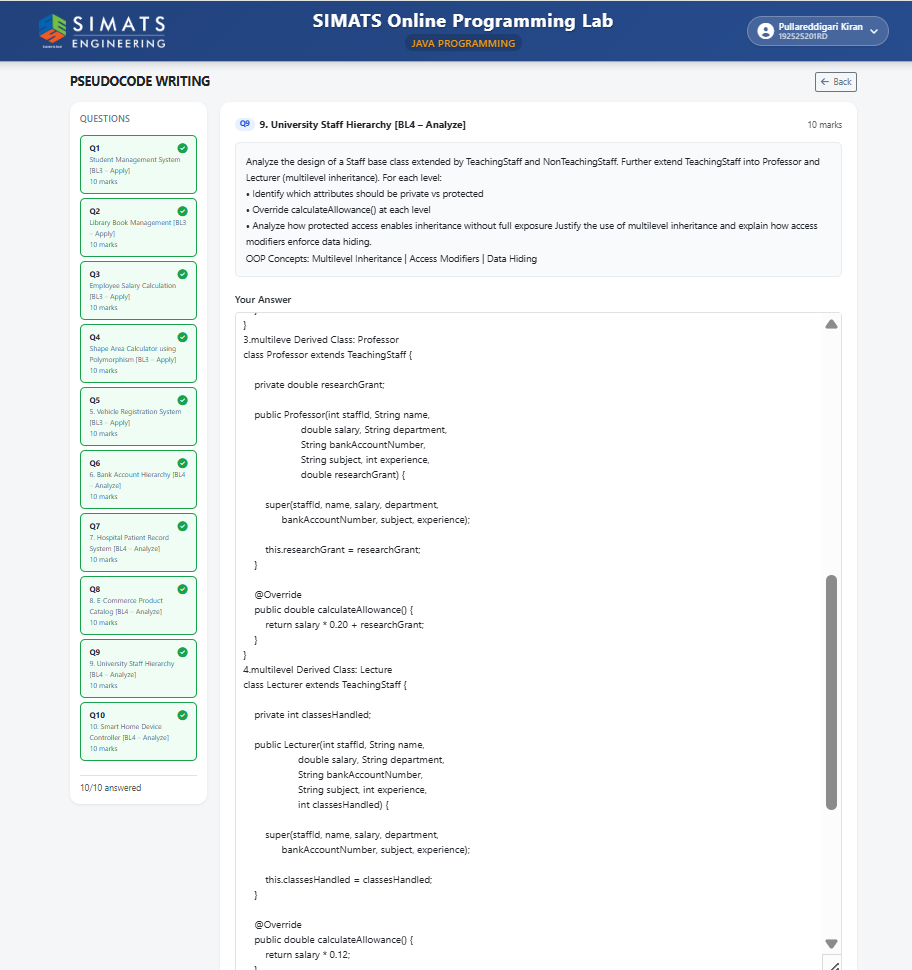 SIMATS
ENGINEERING
SIMATS Online Programming Lab
JAVA PROGRAMMING
Pullareddigari Kiran
192525201RD
PSEUDOCODE WRITING
← Back
QUESTIONS
Q1
Student Management System
[BL3 – Apply]
10 marks
Q2
Library Book Management [BL3
– Apply]
10 marks
Q3
Employee Salary Calculation
[BL3 – Apply]
10 marks
Q4
Shape Area Calculator using
Polymorphism [BL3 – Apply]
10 marks
Q5
5. Vehicle Registration System
[BL3 – Apply]
10 marks
Q6
6. Bank Account Hierarchy [BL4
– Analyze]
10 marks
Q7
7. Hospital Patient Record
System [BL4 – Analyze]
10 marks
Q8
8. E-Commerce Product
Catalog [BL4 – Analyze]
10 marks
Q9
9. University Staff Hierarchy
[BL4 – Analyze]
10 marks
Q10
10. Smart Home Device
Controller [BL4 – Analyze]
10 marks
10/10 answered
Q9 9. University Staff Hierarchy [BL4 – Analyze]
10 marks
Analyze the design of a Staff base class extended by TeachingStaff and NonTeachingStaff. Further extend TeachingStaff into Professor and
Lecturer (multilevel inheritance). For each level:
• Identify which attributes should be private vs protected
• Override calculateAllowance() at each level
• Analyze how protected access enables inheritance without full exposure Justify the use of multilevel inheritance and explain how access
modifiers enforce data hiding.
OOP Concepts: Multilevel Inheritance | Access Modifiers | Data Hiding
Your Answer
}
}
3.multileve Derived Class: Professor
class Professor extends TeachingStaff {
private double researchGrant;
public Professor(int staffId, String name,
double salary, String department,
String bankAccountNumber,
String subject, int experience,
double researchGrant) {
super(staffId, name, salary, department,
bankAccountNumber, subject, experience);
this.researchGrant = researchGrant;
}
@Override
public double calculateAllowance() {
return salary * 0.20 + researchGrant;
}
}
4.multilevel Derived Class: Lecture
class Lecturer extends TeachingStaff {
private int classesHandled;
public Lecturer(int staffId, String name,
double salary, String department,
String bankAccountNumber,
String subject, int experience,
int classesHandled) {
super(staffId, name, salary, department,
bankAccountNumber, subject, experience);
this.classesHandled = classesHandled;
}
@Override
public double calculateAllowance() {
return salary * 0.12;
}